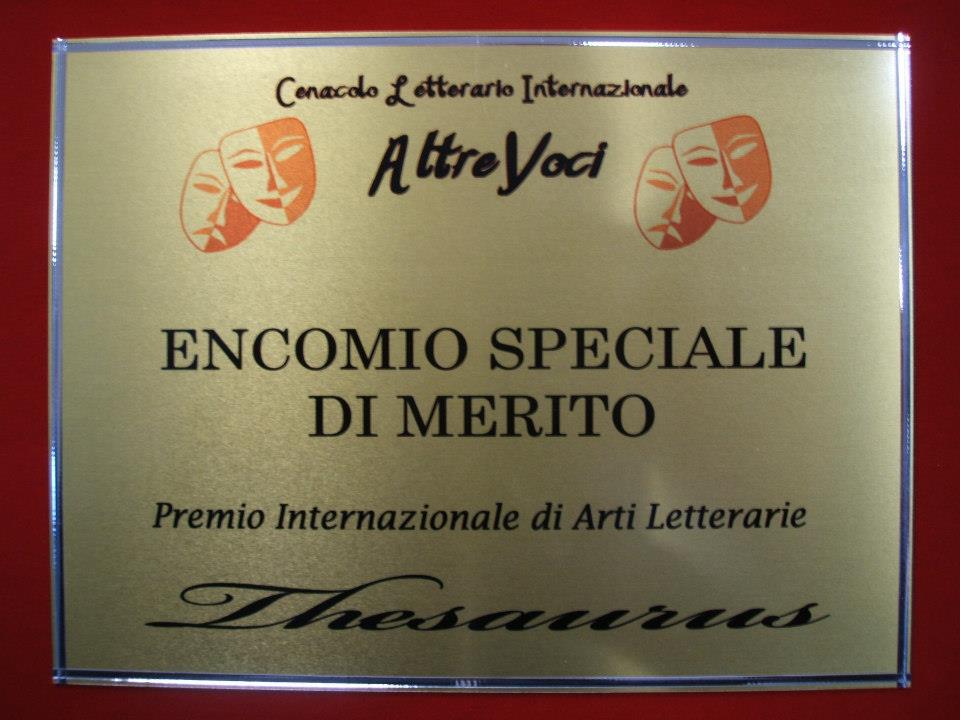 Cenacolo Letterario Internazionale
AltreVoci
ENCOMIO SPECIALE
DI MERITO
Premio Internazionale di Arti Letterarie
Thesaurus